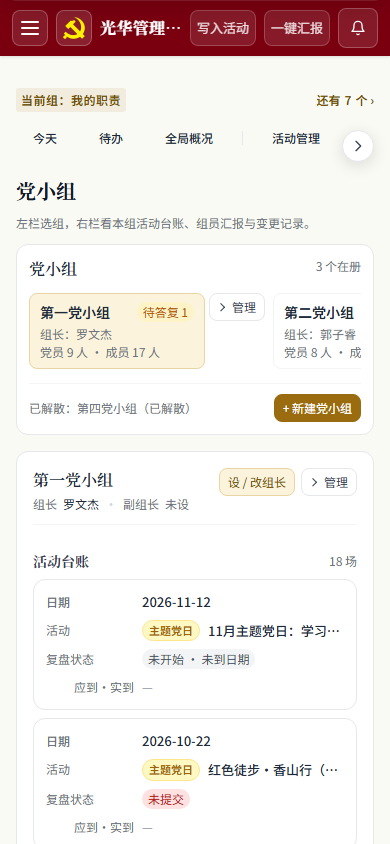 光华管理…
写入活动
一键汇报
当前组：我的职责
还有 7 个 ›
今天
待办
全局概况
活动管理
党小组
左栏选组，右栏看本组活动台账、组员汇报与变更记录。
党小组
3 个在册
第一党小组
待答复 1
组长：罗文杰
党员 9 人 · 成员 17 人
管理
第二党小组
组长：郭子睿
党员 8 人 · 成
已解散：第四党小组（已解散）
+ 新建党小组
第一党小组
组长 罗文杰 · 副组长 未设
设 / 改组长
管理
活动台账
18 场
日期 2026-11-12
活动 主题党日 11月主题党日：学习…
复盘状态 未开始 · 未到日期
应到·实到 —
日期 2026-10-22
活动 主题党日 红色徒步·香山行（…
复盘状态 未提交
应到·实到 —